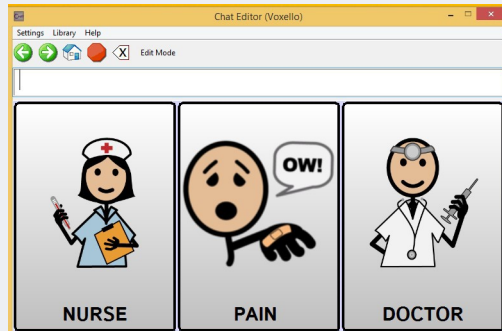 Chat Editor (Voxello)
Settings Library Help
Edit Mode
OW!
NURSE PAIN DOCTOR